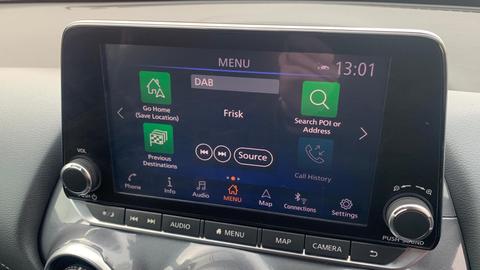 MENU
13:01
DAB
Go Home
(Save Location)
Frisk
Search POI or
Address
Previous
Destinations
Source
Call History
Phone
Info
Audio
MENU
Map
Connections
Settings
VOL
AUDIO
MENU
MAP
CAMERA
PUSH SOUND